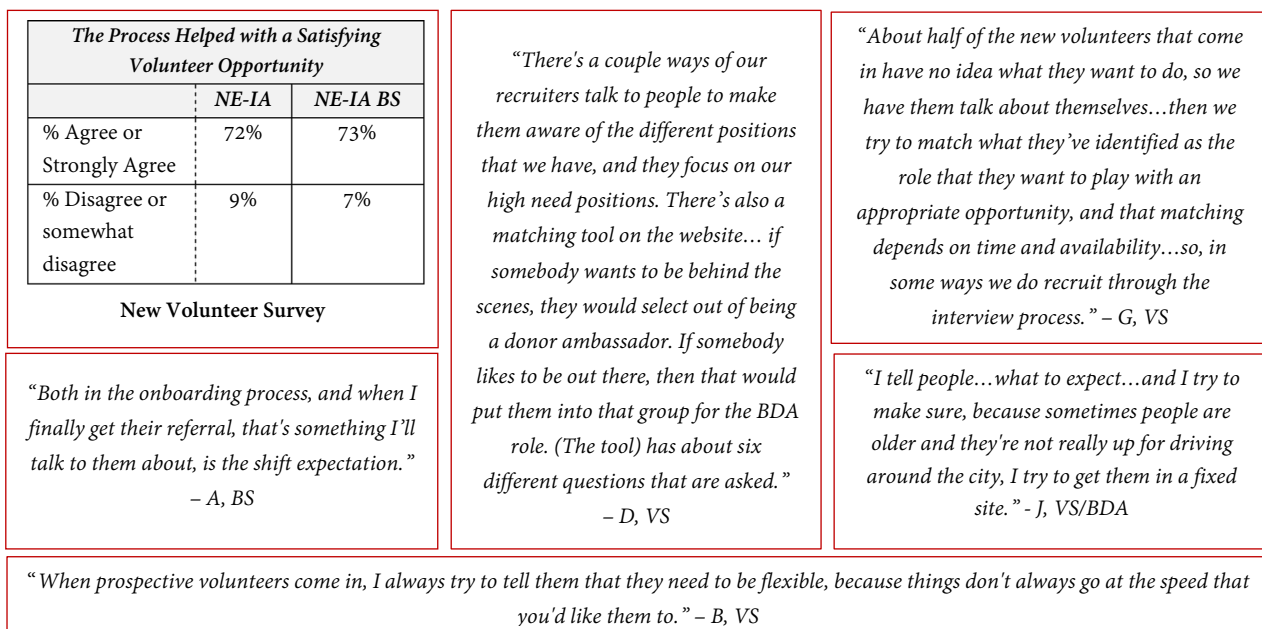 The Process Helped with a Satisfying
Volunteer Opportunity
NE-IA NE-IA BS
% Agree or 72% 73%
Strongly Agree
% Disagree or 9% 7%
somewhat
disagree
New Volunteer Survey
“Both in the onboarding process, and when I
finally get their referral, that's something I’ll
talk to them about, is the shift expectation.”
– A, BS
“There's a couple ways of our
recruiters talk to people to make
them aware of the different positions
that we have, and they focus on our
high need positions. There’s also a
matching tool on the website… if
somebody wants to be behind the
scenes, they would select out of being
a donor ambassador. If somebody
likes to be out there, then that would
put them into that group for the BDA
role. (The tool) has about six
different questions that are asked.”
– D, VS
“About half of the new volunteers that come
in have no idea what they want to do, so we
have them talk about themselves…then we
try to match what they’ve identified as the
role that they want to play with an
appropriate opportunity, and that matching
depends on time and availability…so, in
some ways we do recruit through the
interview process.” – G, VS
“I tell people…what to expect…and I try to
make sure, because sometimes people are
older and they're not really up for driving
around the city, I try to get them in a fixed
site.” - J, VS/BDA
“When prospective volunteers come in, I always try to tell them that they need to be flexible, because things don't always go at the speed that
you'd like them to.” – B, VS